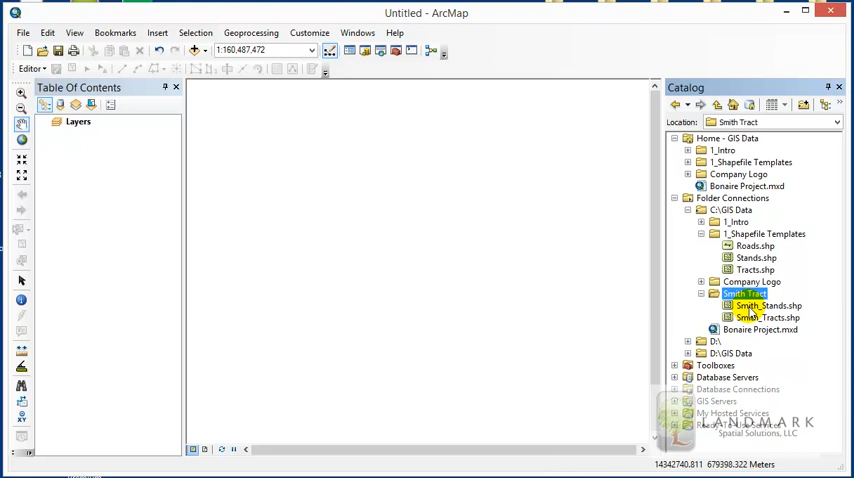 Untitled - ArcMap
File Edit View Bookmarks Insert Selection Geoprocessing Customize Windows Help
1:160,487,472
Editor
Table Of Contents
Layers
Catalog
Location: Smith Tract
Home - GIS Data
1_Intro
1_Shapefile Templates
Company Logo
Bonaire Project.mxd
Folder Connections
C:\GIS Data
1_Intro
1_Shapefile Templates
Roads.shp
Stands.shp
Tracts.shp
Company Logo
Smith Tract
Smith_Stands.shp
Smith_Tracts.shp
Bonaire Project.mxd
D:\
D:\GIS Data
Toolboxes
Database Servers
Database Connections
GIS Servers
My Hosted Services
Ready-To-Use Services
LANDMARK
Spatial Solutions, LLC
14342740.811 679398.322 Meters